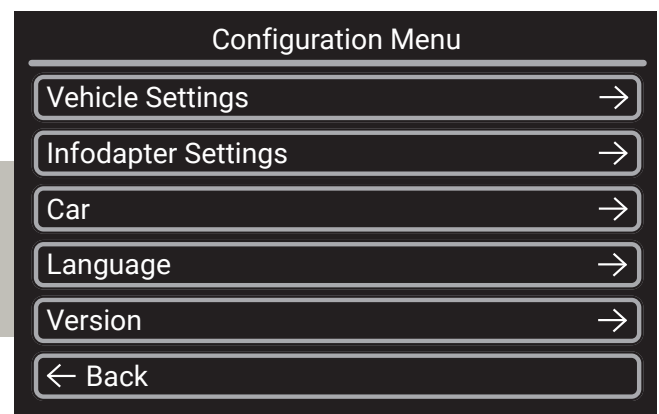 Configuration Menu
Vehicle Settings →
Infodapter Settings →
Car →
Language →
Version →
← Back